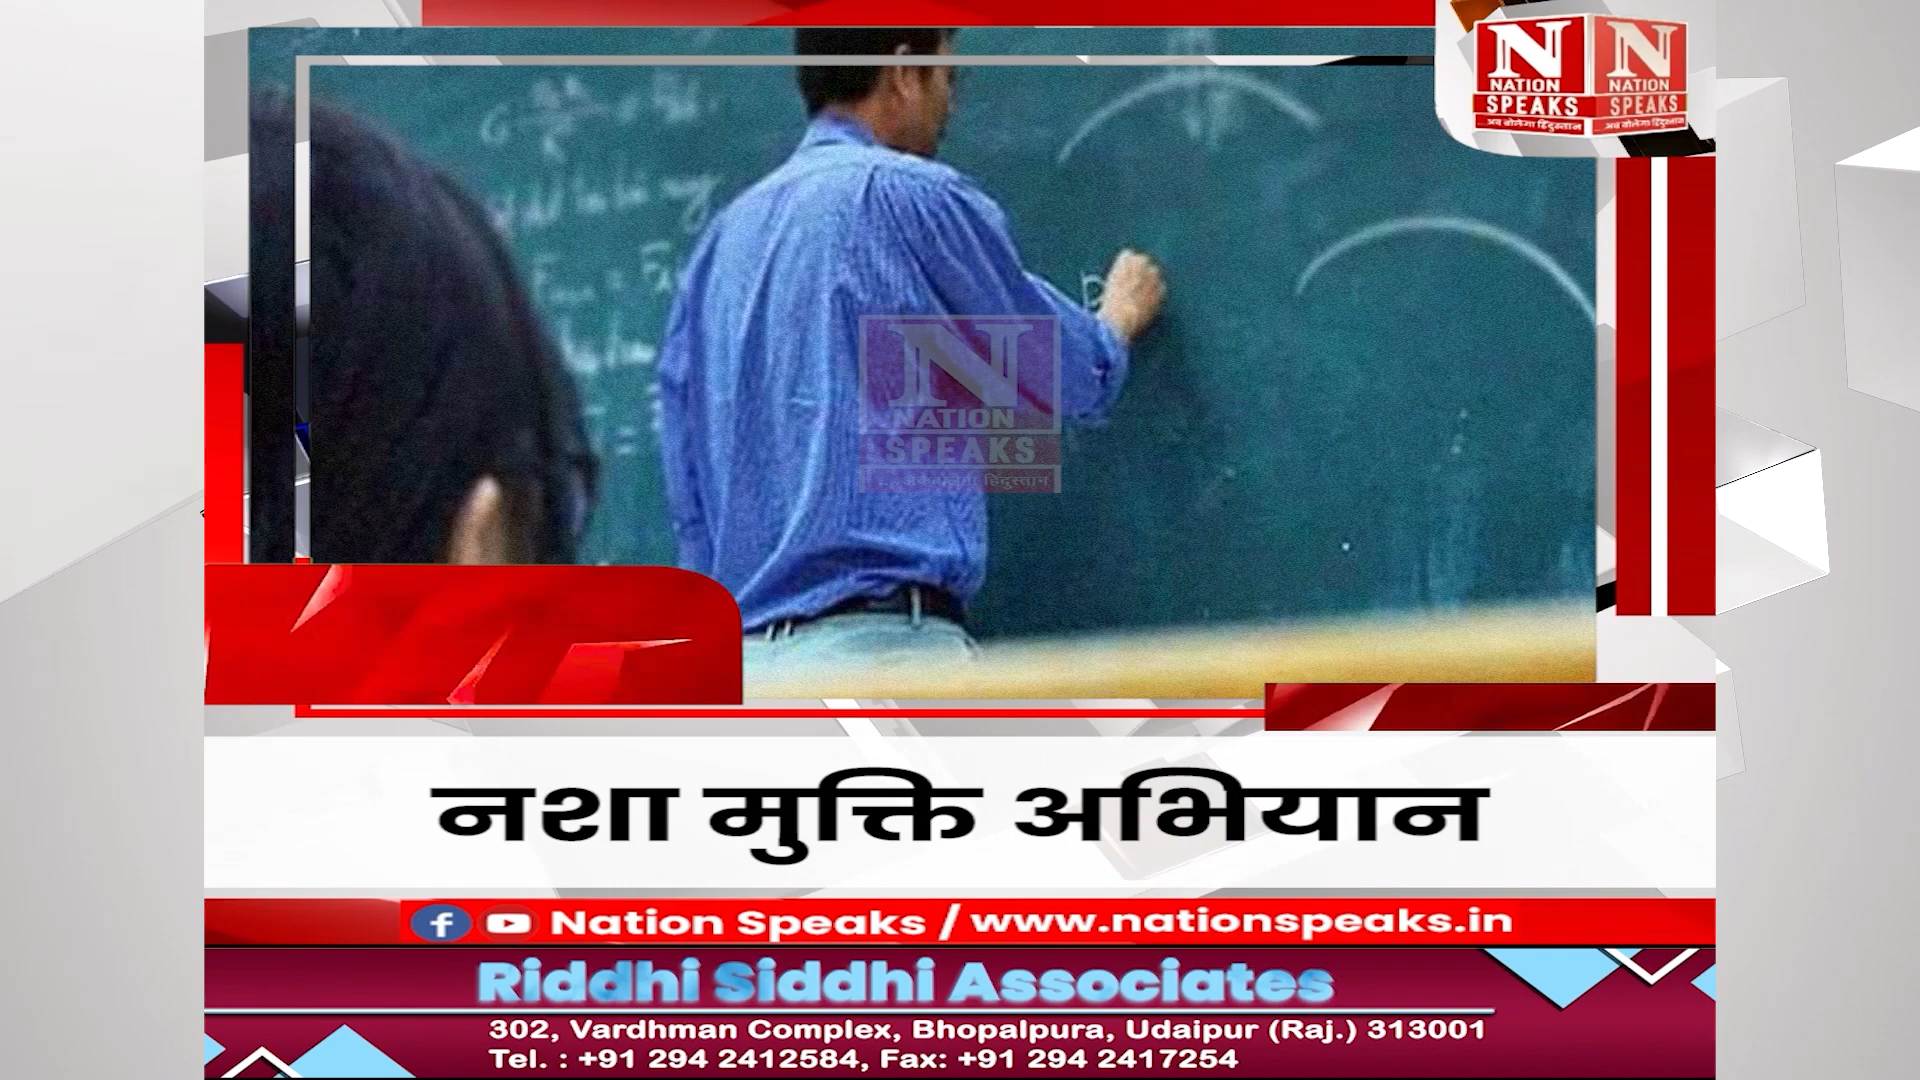 N N
NATION NATION
SPEAKS SPEAKS
... अब बोलेगा हिंदुस्तान ... अब बोलेगा हिंदुस्तान
N
NATION
SPEAKS
नशा मुक्ति अभियान
Nation Speaks / www.nationspeaks.in
Riddhi Siddhi Associates
302, Vardhman Complex, Bhopalpura, Udaipur (Raj.) 313001
Tel. : +91 294 2412584, Fax: +91 294 2417254